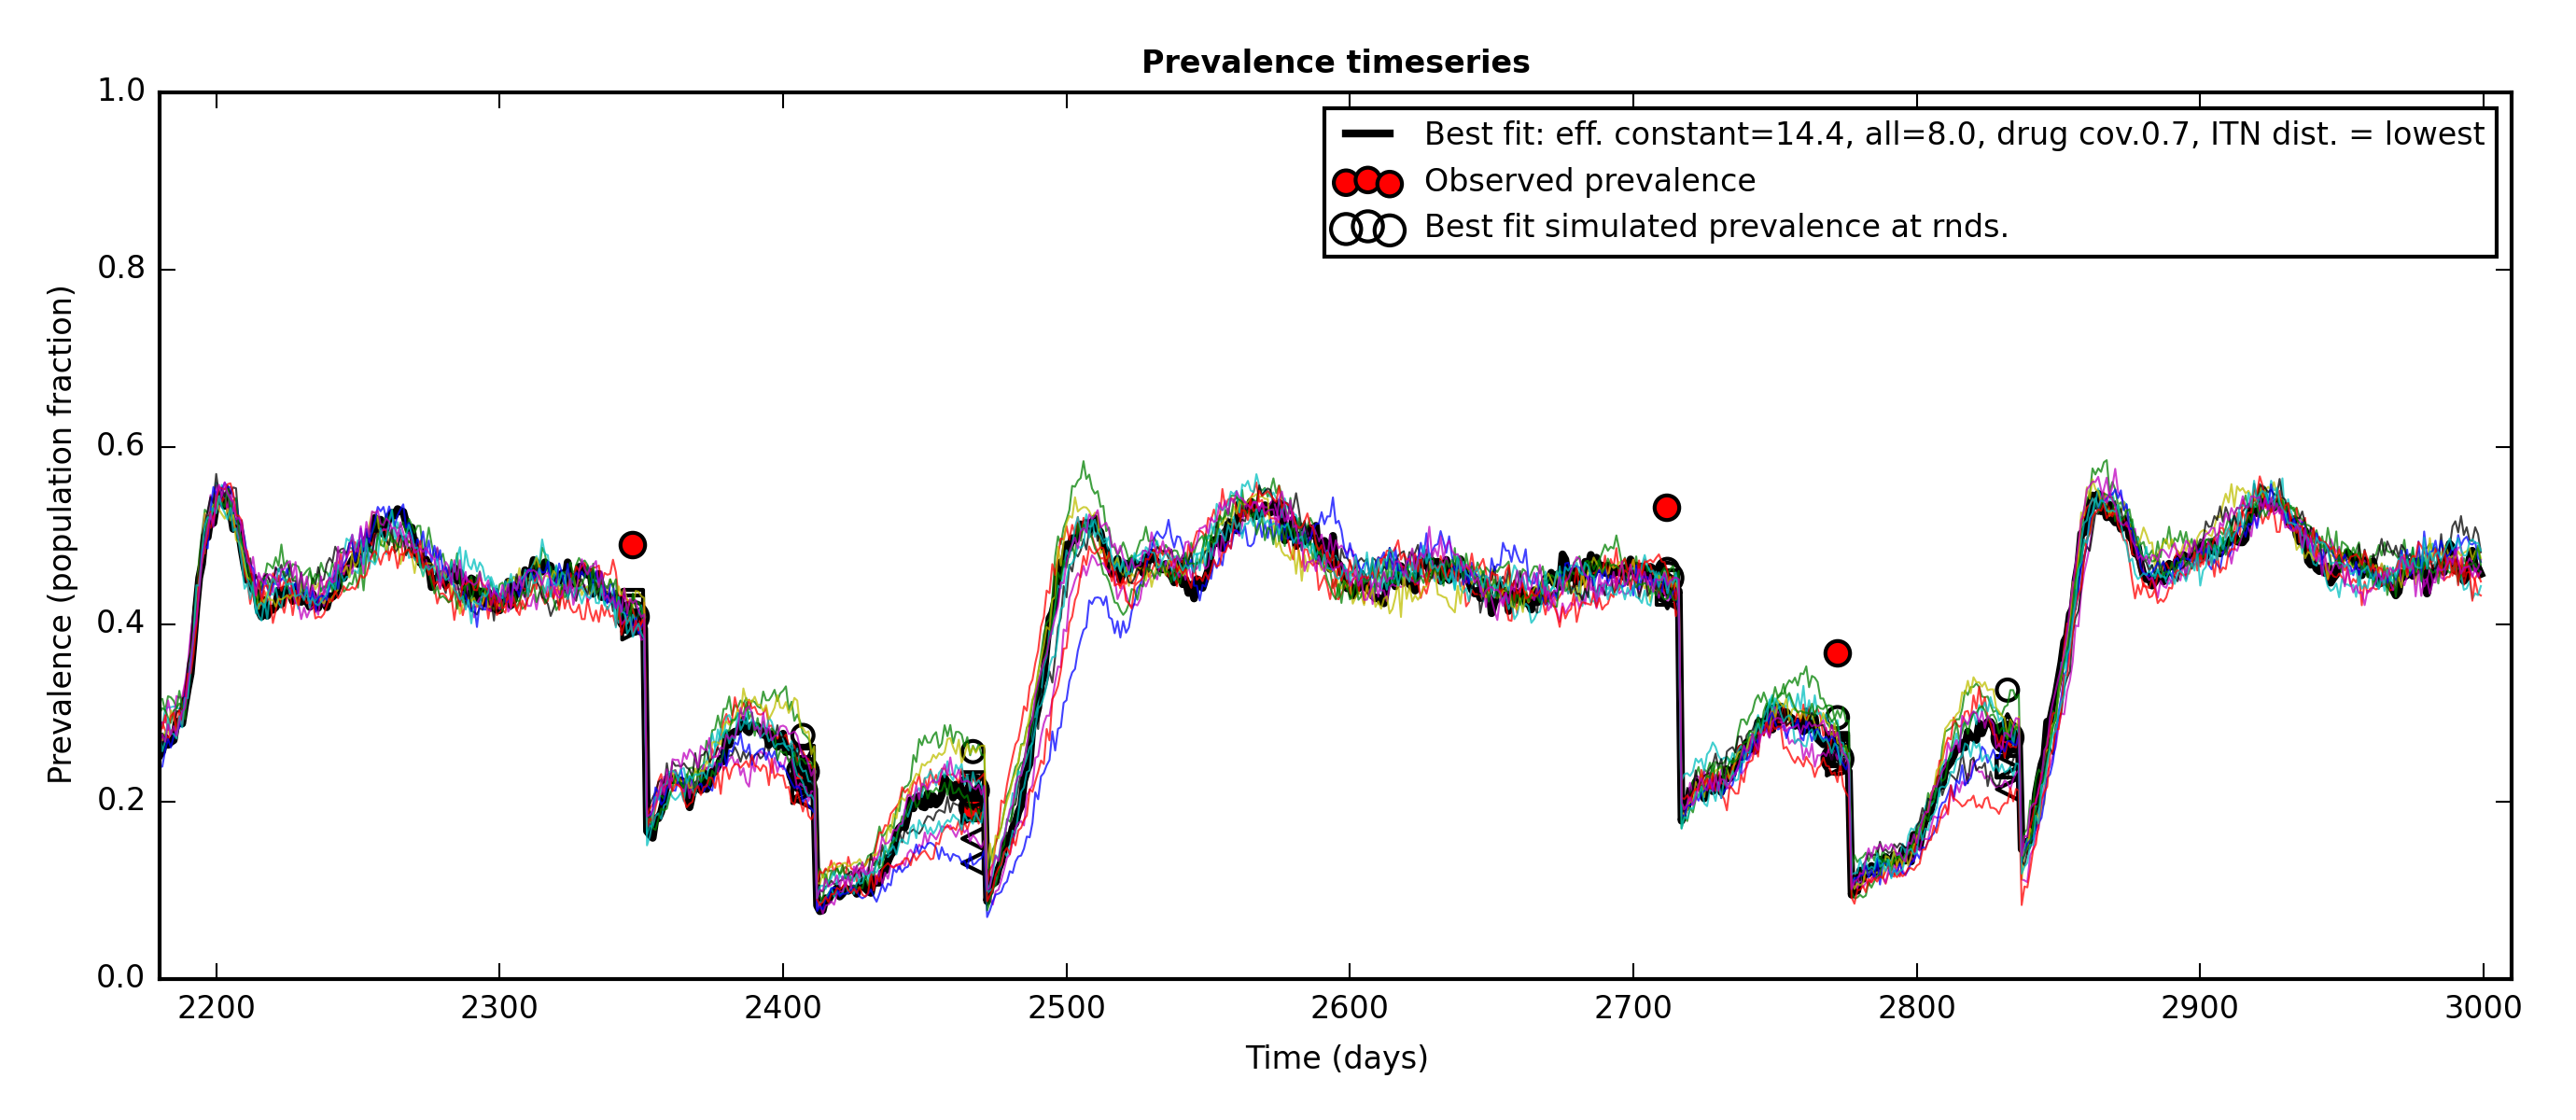 Prevalence timeseries
1.0
0.8
0.6
0.4
0.2
0.0
Prevalence (population fraction)
Best fit: eff. constant=14.4, all=8.0, drug cov.0.7, ITN dist. = lowest
Observed prevalence
Best fit simulated prevalence at rnds.
2200 2300 2400 2500 2600 2700 2800 2900 3000
Time (days)